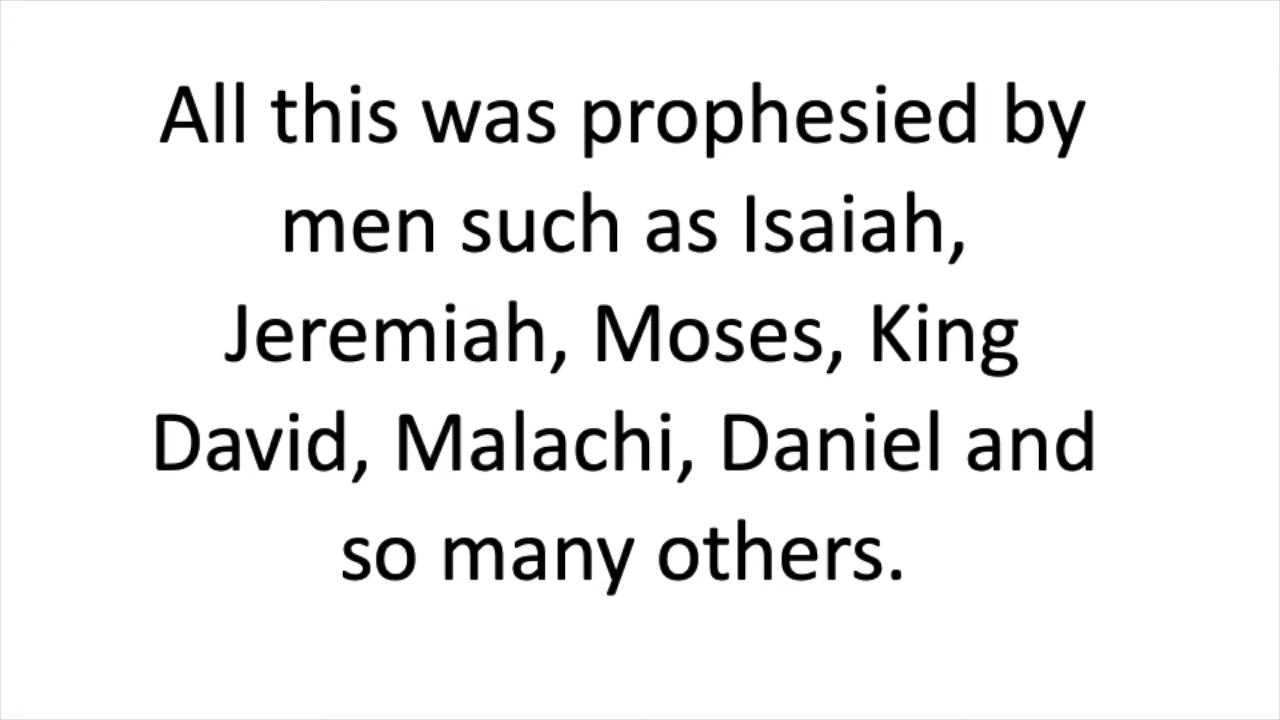 All this was prophesied by
men such as Isaiah,
Jeremiah, Moses, King
David, Malachi, Daniel and
so many others.